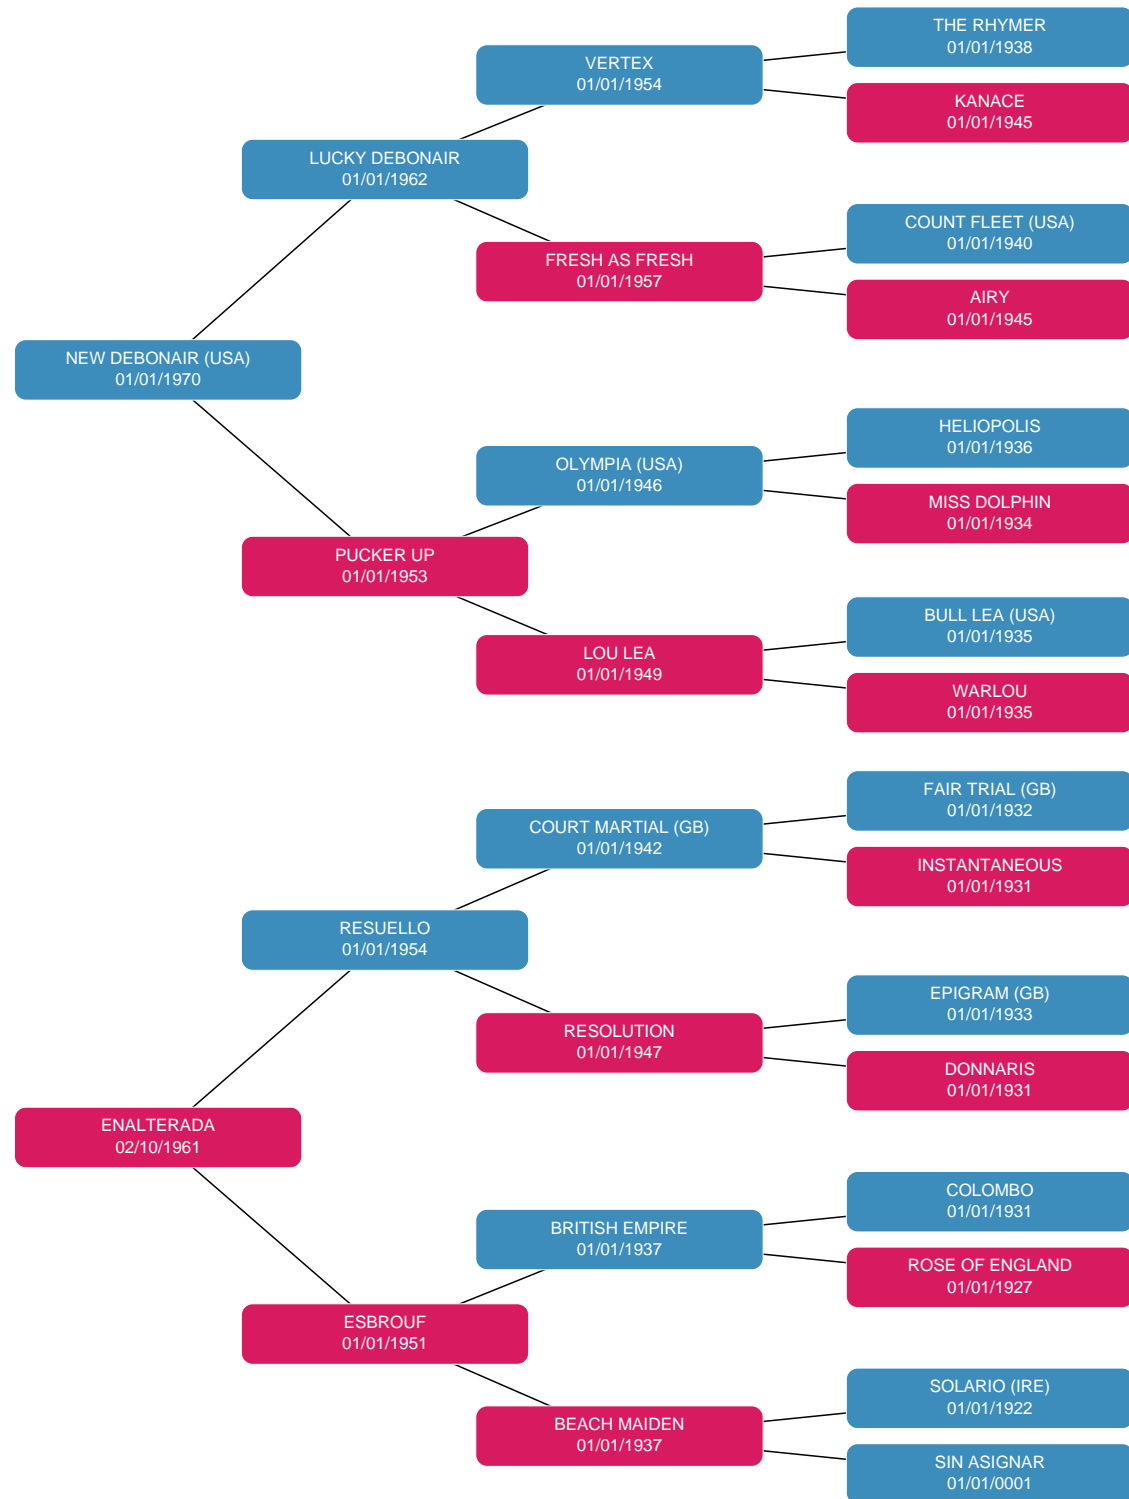 THE RHYMER
01/01/1938
VERTEX
01/01/1954
KANACE
01/01/1945
LUCKY DEBONAIR
01/01/1962
COUNT FLEET (USA)
01/01/1940
FRESH AS FRESH
01/01/1957
AIRY
01/01/1945
NEW DEBONAIR (USA)
01/01/1970
HELIOPOLIS
01/01/1936
OLYMPIA (USA)
01/01/1946
MISS DOLPHIN
01/01/1934
PUCKER UP
01/01/1953
BULL LEA (USA)
01/01/1935
LOU LEA
01/01/1949
WARLOU
01/01/1935
FAIR TRIAL (GB)
01/01/1932
COURT MARTIAL (GB)
01/01/1942
INSTANTANEOUS
01/01/1931
RESUELLO
01/01/1954
EPIGRAM (GB)
01/01/1933
RESOLUTION
01/01/1947
DONNARIS
01/01/1931
ENALTERADA
02/10/1961
COLOMBO
01/01/1931
BRITISH EMPIRE
01/01/1937
ROSE OF ENGLAND
01/01/1927
ESBROUF
01/01/1951
SOLARIO (IRE)
01/01/1922
BEACH MAIDEN
01/01/1937
SIN ASIGNAR
01/01/0001